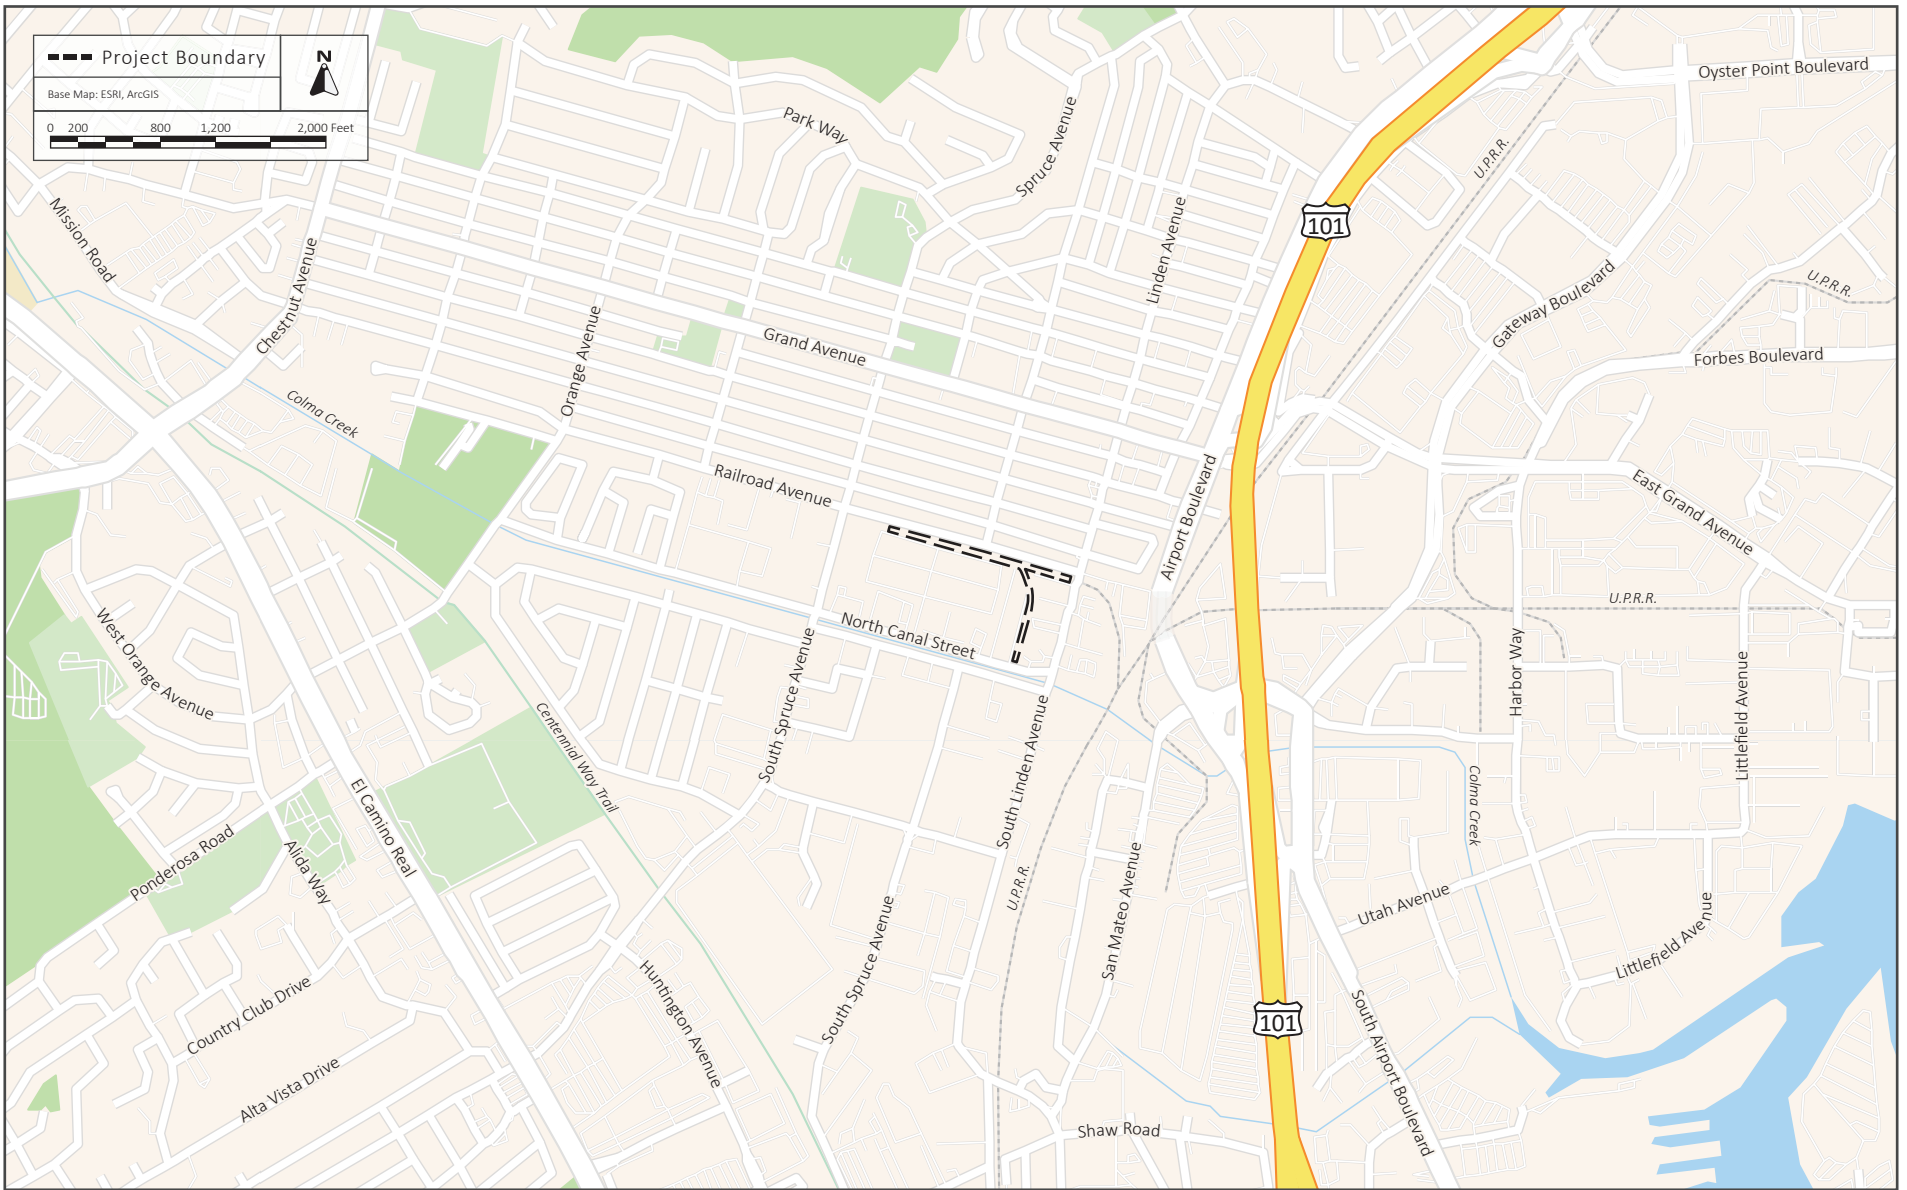 Project Boundary
N
Base Map: ESRI, ArcGIS
0 200 800 1,200 2,000 Feet
Oyster Point Boulevard
Park Way
Spruce Avenue
U.P.R.R.
Mission Road
Linden Avenue
101
Chestnut Avenue
Gateway Boulevard
U.P.R.R.
Orange Avenue
Grand Avenue
Forbes Boulevard
Colma Creek
Railroad Avenue
Airport Boulevard
East Grand Avenue
U.P.R.R.
West Orange Avenue
North Canal Street
South Spruce Avenue
Harbor Way
Littlefield Avenue
Centennial Way Trail
South Linden Avenue
El Camino Real
Colma Creek
Ponderosa Road
Alida Way
U.P.R.R.
San Mateo Avenue
Utah Avenue
Littlefield Avenue
South Spruce Avenue
Huntington Avenue
Country Club Drive
101
South Airport Boulevard
Alta Vista Drive
Shaw Road